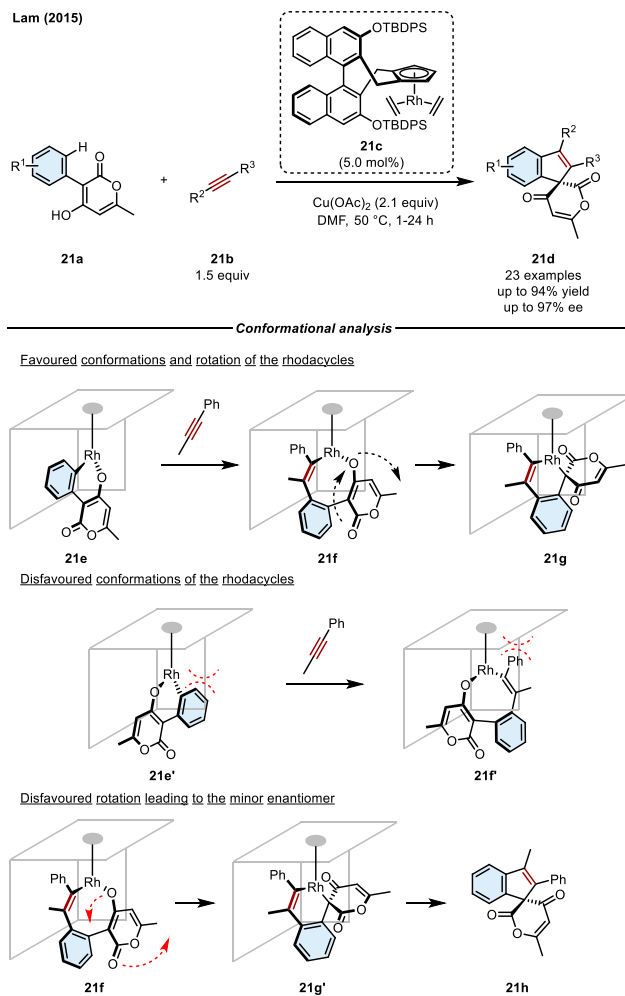 Lam (2015)
OTBDPS
Rh
OTBDPS
21c
(5.0 mol%)
R¹
H
O
O
HO
Me
21a
+
R³
R²
21b
1.5 equiv
Cu(OAc)₂ (2.1 equiv)
DMF, 50 °C, 1-24 h
R²
R¹
R³
O
O
O
21d
23 examples
up to 94% yield
up to 97% ee
Conformational analysis
Favoured conformations and rotation of the rhodacycles
Rh
O
O
O
21e
Ph
Ph
Rh
O
O
O
21f
Ph
Rh
O
O
O
21g
Disfavoured conformations of the rhodacycles
Rh
O
O
O
21e'
Ph
Rh
Ph
O
O
O
21f'
Disfavoured rotation leading to the minor enantiomer
Ph
Rh
O
O
O
21f
Ph
Rh
O
O
O
21g'
Ph
O
O
O
21h